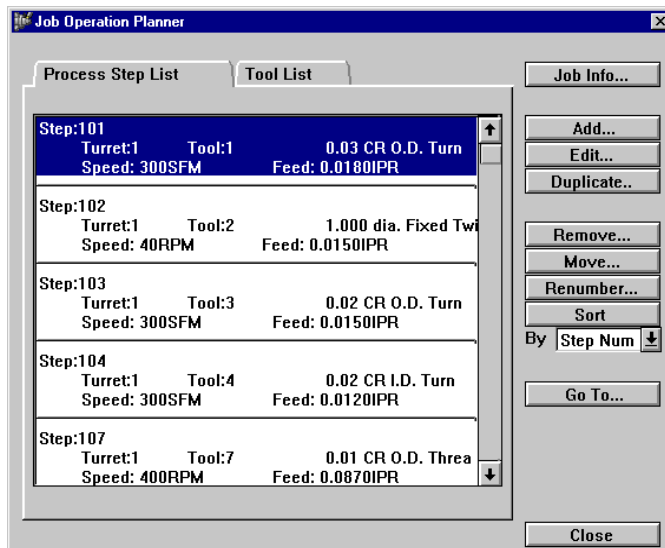 Job Operation Planner
Process Step List
Tool List
Job Info...
Step:101
Turret:1 Tool:1 0.03 CR O.D. Turn
Speed: 300SFM Feed: 0.0180IPR
Step:102
Turret:1 Tool:2 1.000 dia. Fixed Twi
Speed: 40RPM Feed: 0.0150IPR
Step:103
Turret:1 Tool:3 0.02 CR O.D. Turn
Speed: 300SFM Feed: 0.0150IPR
Step:104
Turret:1 Tool:4 0.02 CR I.D. Turn
Speed: 300SFM Feed: 0.0120IPR
Step:107
Turret:1 Tool:7 0.01 CR O.D. Threa
Speed: 400RPM Feed: 0.0870IPR
Add...
Edit...
Duplicate..
Remove...
Move...
Renumber...
Sort
By Step Num
Go To...
Close